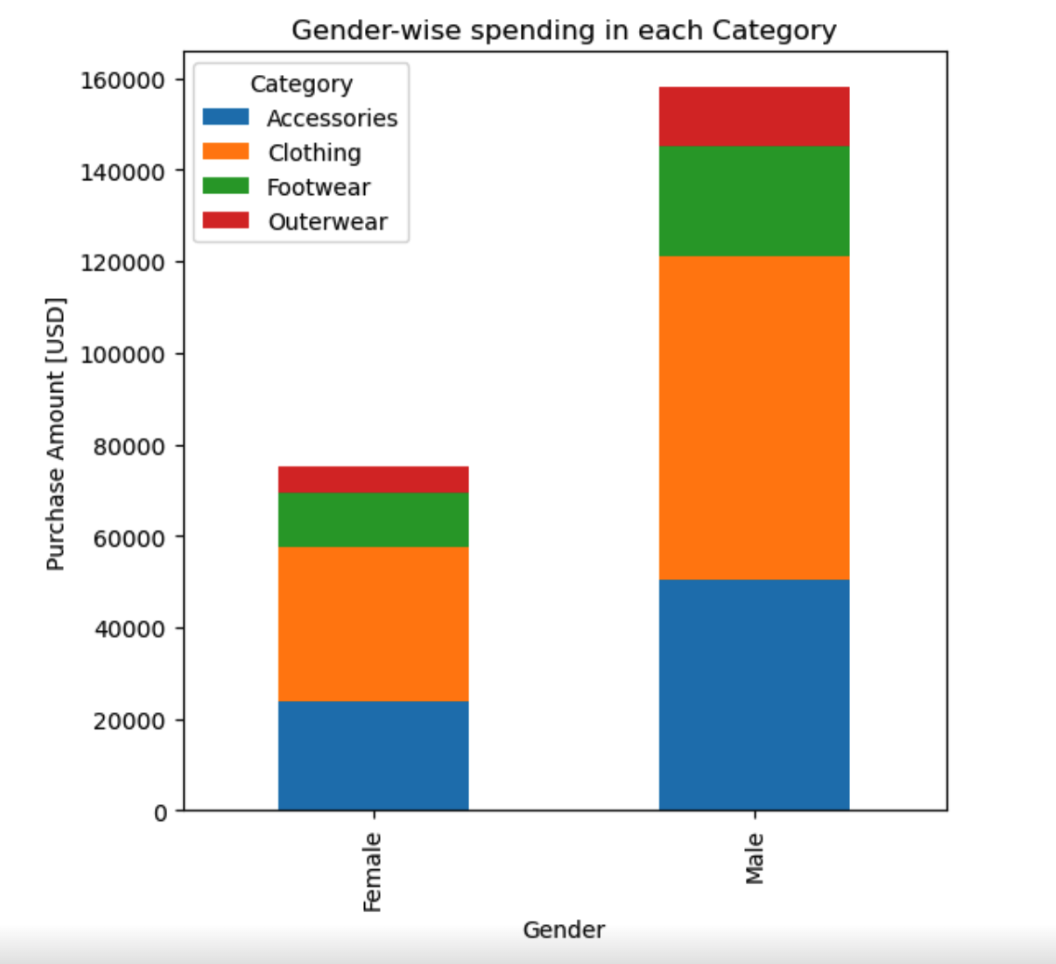 Gender-wise spending in each Category
Category
Accessories
Clothing
Footwear
Outerwear
160000
140000
120000
100000
80000
60000
40000
20000
0
Purchase Amount [USD]
Female
Male
Gender